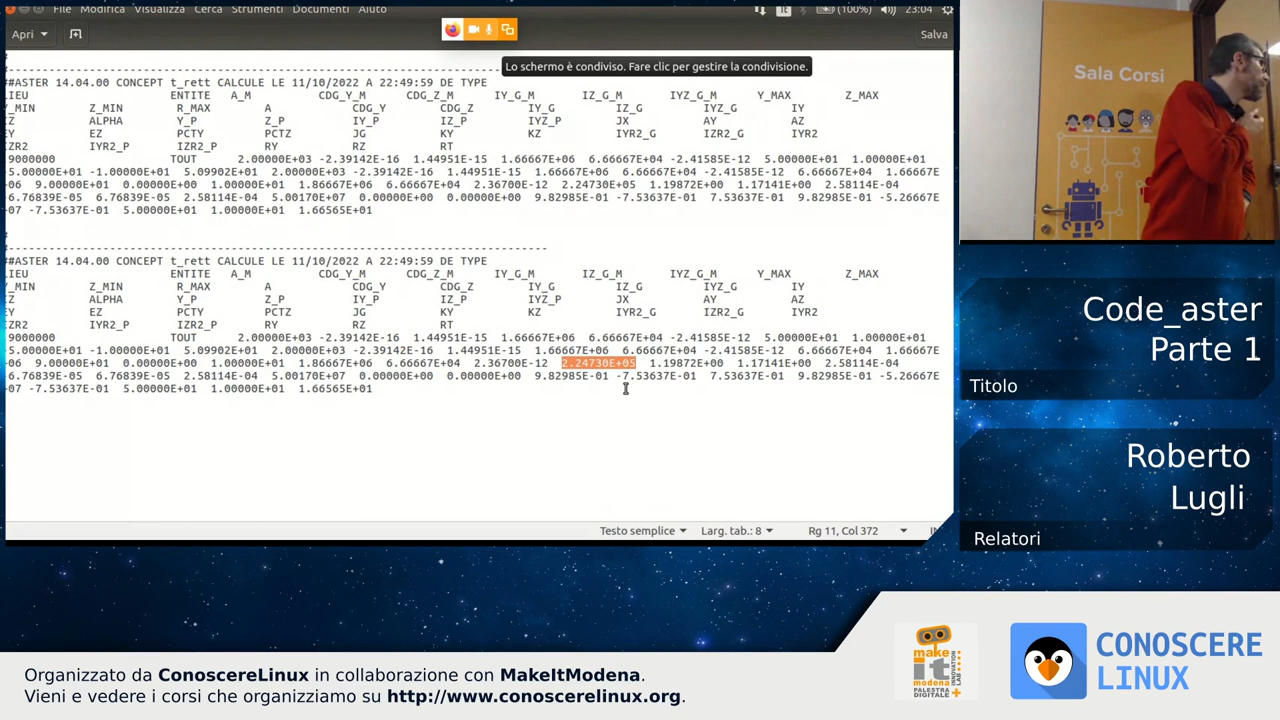 File Modifica Visualizza Cerca Strumenti Documenti Aiuto
It (100%) 23:04
Apri
Salva
Lo schermo è condiviso. Fare clic per gestire la condivisione.
#
##ASTER 14.04.00 CONCEPT t_rett CALCULE LE 11/10/2022 A 22:49:59 DE TYPE
LIEU ENTITE A_M CDG_Y_M CDG_Z_M IY_G_M IZ_G_M IYZ_G_M Y_MAX Z_MAX
Y_MIN Z_MIN R_MAX A CDG_Y CDG_Z IY_G IZ_G IYZ_G IY
IZ ALPHA Y_P Z_P IY_P IZ_P IYZ_P JX AY AZ
EY EZ PCTY PCTZ JG KY KZ IYR2_G IZR2_G IYR2
IZR2 IYR2_P IZR2_P RY RZ RT
9000000 TOUT 2.00000E+03 -2.39142E-16 1.44951E-15 1.66667E+06 6.66667E+04 -2.41585E-12 5.00000E+01 1.00000E+01
-5.00000E+01 -1.00000E+01 5.09902E+01 2.00000E+03 -2.39142E-16 1.44951E-15 1.66667E+06 6.66667E+04 -2.41585E-12 6.66667E+04 1.66667E
+06 9.00000E+01 0.00000E+00 1.00000E+01 1.86667E+06 6.66667E+04 2.36700E-12 2.24730E+05 1.19872E+00 1.17141E+00 2.58114E-04
6.76839E-05 6.76839E-05 2.58114E-04 5.00170E+07 0.00000E+00 0.00000E+00 9.82985E-01 -7.53637E-01 7.53637E-01 9.82985E-01 -5.26667E
-07 -7.53637E-01 5.00000E+01 1.00000E+01 1.66565E+01
#
#--------------------------------------------------------------------------------
##ASTER 14.04.00 CONCEPT t_rett CALCULE LE 11/10/2022 A 22:49:59 DE TYPE
LIEU ENTITE A_M CDG_Y_M CDG_Z_M IY_G_M IZ_G_M IYZ_G_M Y_MAX Z_MAX
Y_MIN Z_MIN R_MAX A CDG_Y CDG_Z IY_G IZ_G IYZ_G IY
IZ ALPHA Y_P Z_P IY_P IZ_P IYZ_P JX AY AZ
EY EZ PCTY PCTZ JG KY KZ IYR2_G IZR2_G IYR2
IZR2 IYR2_P IZR2_P RY RZ RT
9000000 TOUT 2.00000E+03 -2.39142E-16 1.44951E-15 1.66667E+06 6.66667E+04 -2.41585E-12 5.00000E+01 1.00000E+01
-5.00000E+01 -1.00000E+01 5.09902E+01 2.00000E+03 -2.39142E-16 1.44951E-15 1.66667E+06 6.66667E+04 -2.41585E-12 6.66667E+04 1.66667E
+06 9.00000E+01 0.00000E+00 1.00000E+01 1.86667E+06 6.66667E+04 2.36700E-12 2.24730E+05 1.19872E+00 1.17141E+00 2.58114E-04
6.76839E-05 6.76839E-05 2.58114E-04 5.00170E+07 0.00000E+00 0.00000E+00 9.82985E-01 -7.53637E-01 7.53637E-01 9.82985E-01 -5.26667E
-07 -7.53637E-01 5.00000E+01 1.00000E+01 1.66565E+01
Testo semplice Larg. tab.: 8 Rg 11, Col 372
Sala Corsi
Code_aster
Parte 1
Titolo
Roberto
Lugli
Relatori
Organizzato da ConoscereLinux in collaborazione con MakeItModena.
Vieni e vedere i corsi che organizziamo su http://www.conoscerelinux.org.
make
it
modena
PALESTRA
DIGITALE
INNOVATION
LAB
CONOSCERE
LINUX